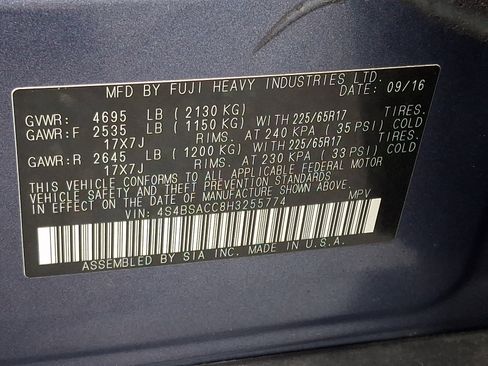 MFD BY FUJI HEAVY INDUSTRIES LTD.
DATE: 09/16
GVWR: 4695 LB ( 2130 KG)
GAWR:F 2535 LB ( 1150 KG) WITH 225/65R17 TIRES.
17X7J RIMS. AT 240 KPA ( 35 PSI) COLD
GAWR:R 2645 LB ( 1200 KG) WITH 225/65R17 TIRES.
17X7J RIMS. AT 230 KPA ( 33 PSI) COLD
THIS VEHICLE CONFORMS TO ALL APPLICABLE FEDERAL MOTOR
VEHICLE SAFETY AND THEFT PREVENTION STANDARDS
IN EFFECT ON THE DATE OF MANUFACTURE SHOWN ABOVE.
VIN: 4S4BSACC8H3255774 MPV
ASSEMBLED BY SIA INC. MADE IN U.S.A.